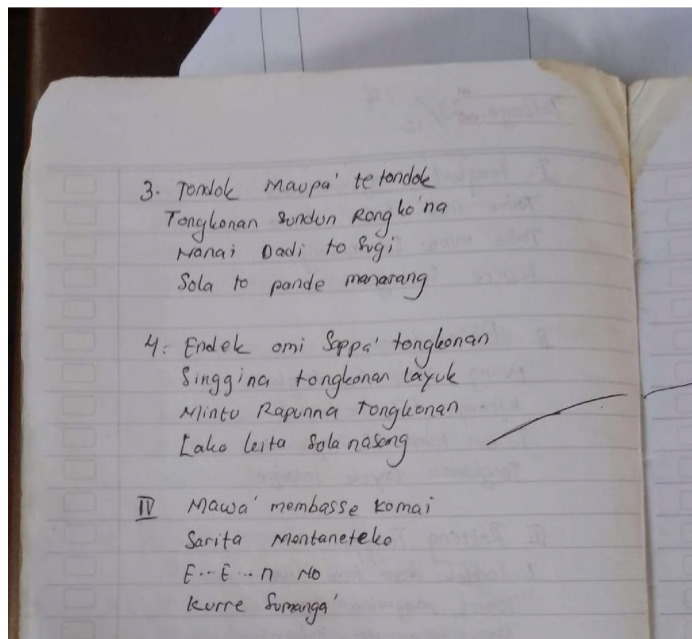 3. Tondok Maupa' te tondok
Tongkonan Sundun Rongko'na
Nanai Dadi to Sugi
Sola to pande manarang
4. Endek omi Sappa' tongkonan
Singgina tongkonan Layuk
Mintu Rapunna Tongkonan
Lako leita Sola nasang
IV Mawa' membasse komai
Sarita Mentaneteko
E...E...n No
Kurre Sumanga'